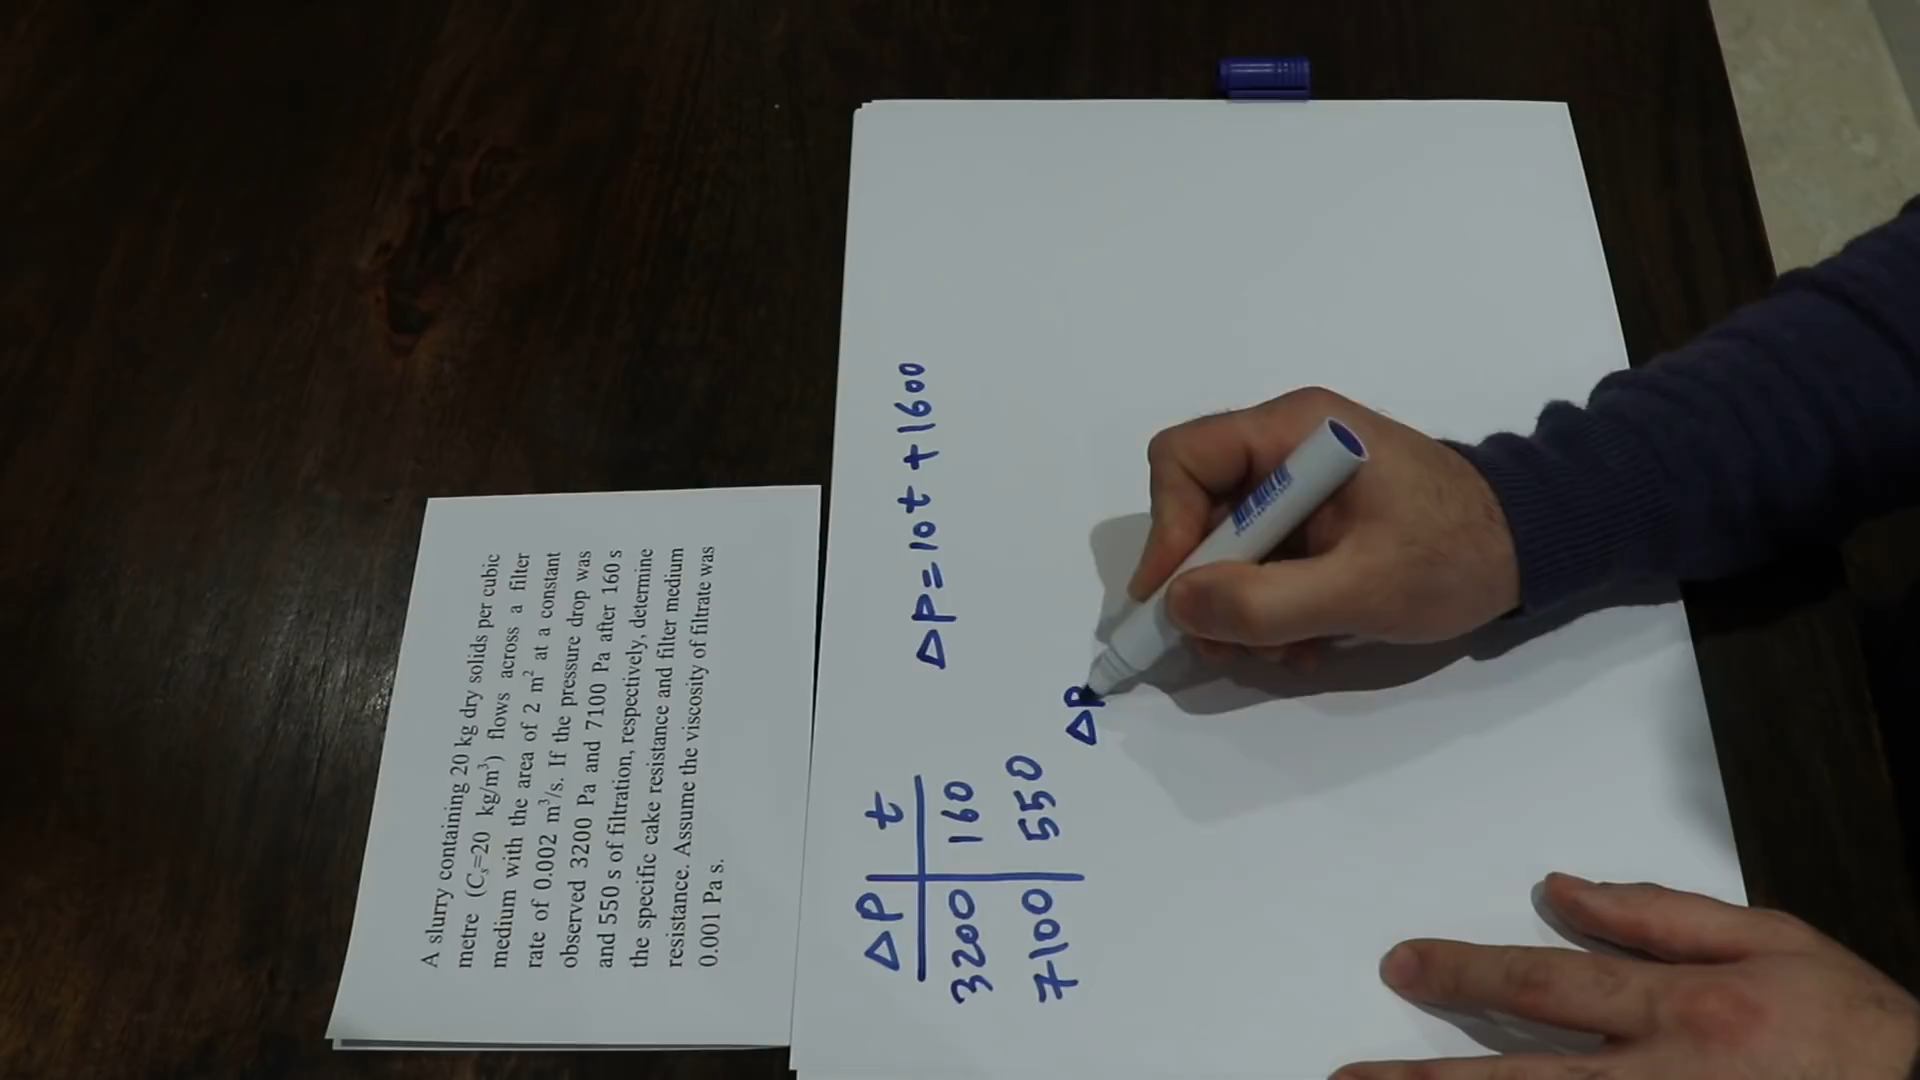 A slurry containing 20 kg dry solids per cubic
metre (Cₛ=20 kg/m³) flows across a filter
medium with the area of 2 m² at a constant
rate of 0.002 m³/s. If the pressure drop was
observed 3200 Pa and 7100 Pa after 160 s
and 550 s of filtration, respectively, determine
the specific cake resistance and filter medium
resistance. Assume the viscosity of filtrate was
0.001 Pa s.
ΔP t
3200 160
7100 550
ΔP=10t+1600
ΔP